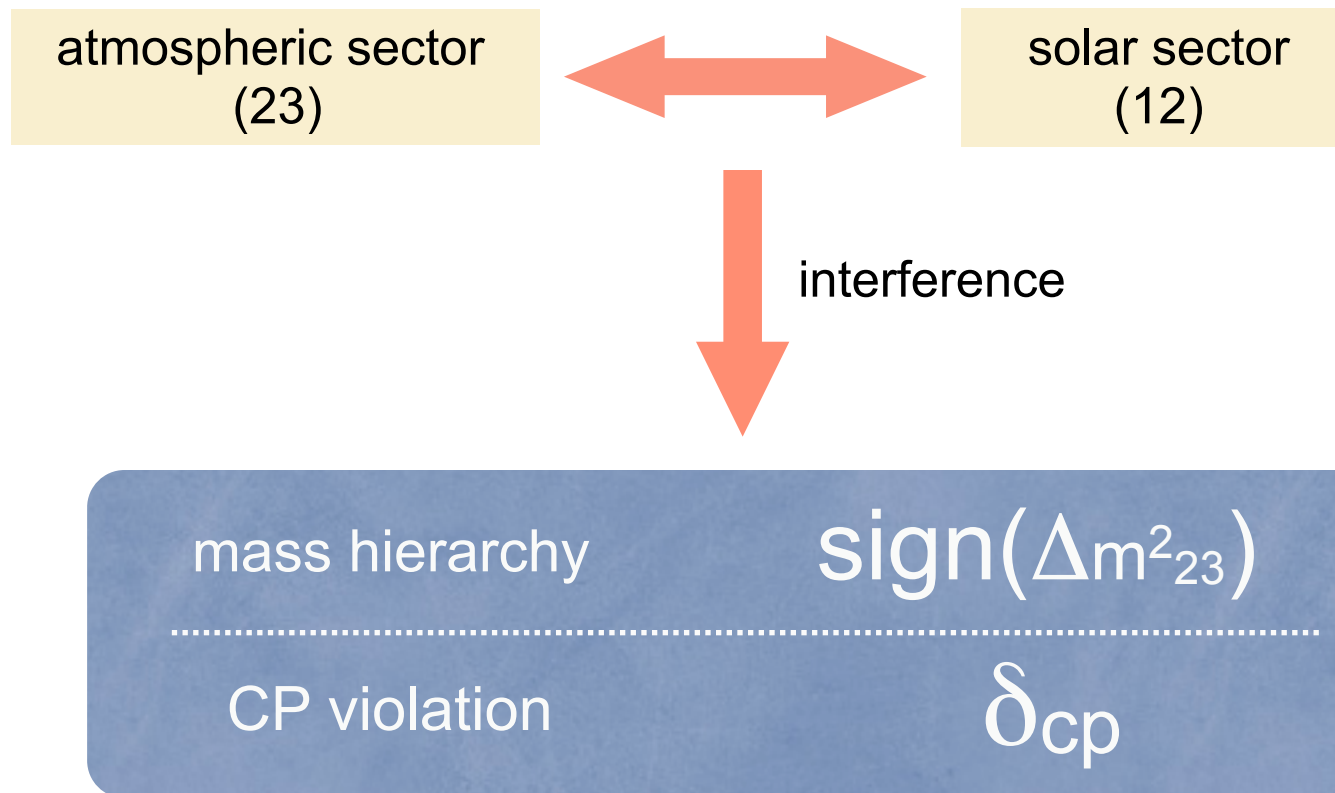 atmospheric sector
(23)
solar sector
(12)
interference
mass hierarchy sign(Δm²₂₃)
CP violation δcp